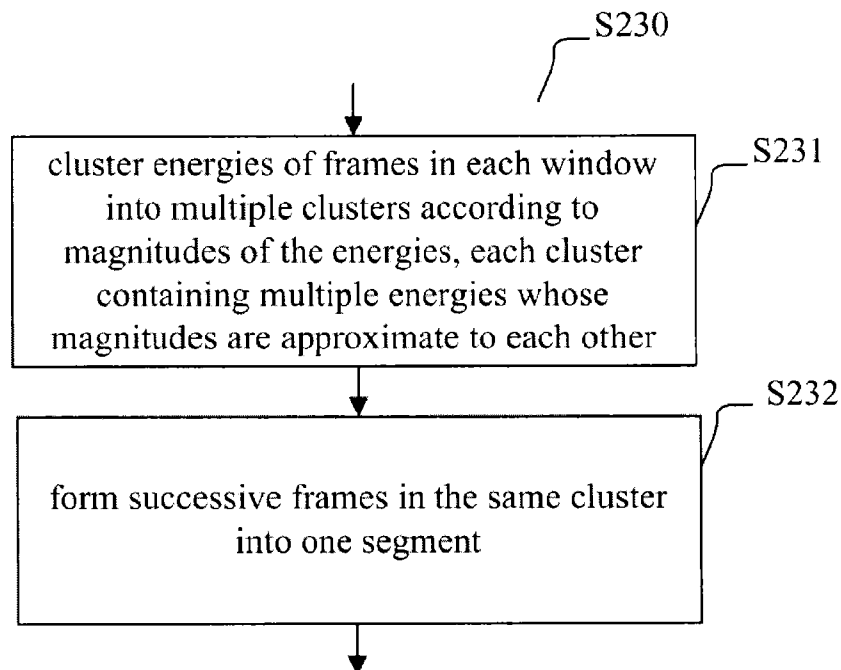 S230
S231
cluster energies of frames in each window
into multiple clusters according to
magnitudes of the energies, each cluster
containing multiple energies whose
magnitudes are approximate to each other
S232
form successive frames in the same cluster
into one segment